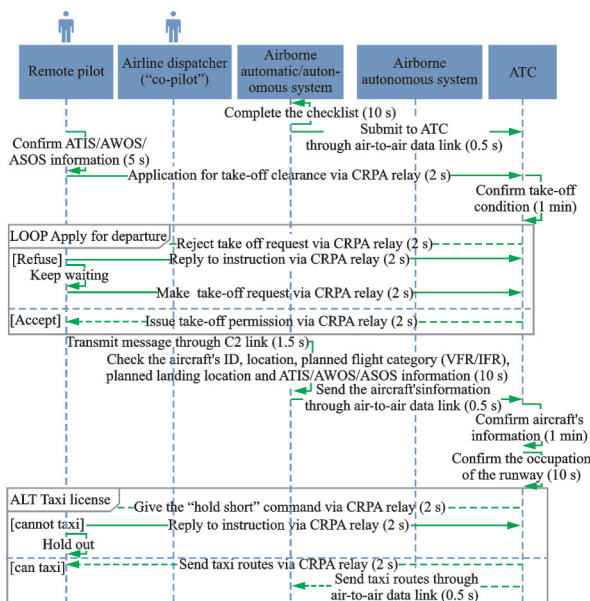 Remote pilot
Airline dispatcher
("co-pilot")
Airborne
automatic/auton-
omous system
Airborne
autonomous system
ATC
Complete the checklist (10 s)
Submit to ATC
through air-to-air data link (0.5 s)
Confirm ATIS/AWOS/
ASOS information (5 s)
Application for take-off clearance via CRPA relay (2 s)
Confirm take-off
condition (1 min)
LOOP Apply for departure
Reject take off request via CRPA relay (2 s)
[Refuse]
Reply to instruction via CRPA relay (2 s)
Keep waiting
Make take-off request via CRPA relay (2 s)
[Accept]
Issue take-off permission via CRPA relay (2 s)
Transmit message through C2 link (1.5 s)
Check the aircraft's ID, location, planned flight category (VFR/IFR),
planned landing location and ATIS/AWOS/ASOS information (10 s)
Send the aircraft'sinformation
through air-to-air data link (0.5 s)
Comfirm aircraft's
information (1 min)
Confirm the occupation
of the runway (10 s)
ALT Taxi license
Give the "hold short" command via CRPA relay (2 s)
[cannot taxi]
Reply to instruction via CRPA relay (2 s)
Hold out
[can taxi]
Send taxi routes via CRPA relay (2 s)
Send taxi routes through
air-to-air data link (0.5 s)